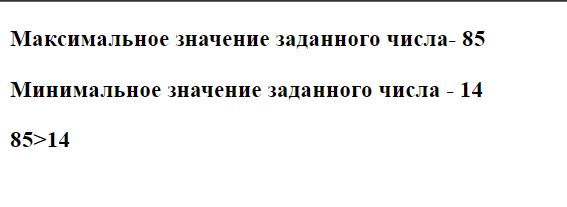 Максимальное значение заданного числа- 85
Минимальное значение заданного числа - 14
85>14